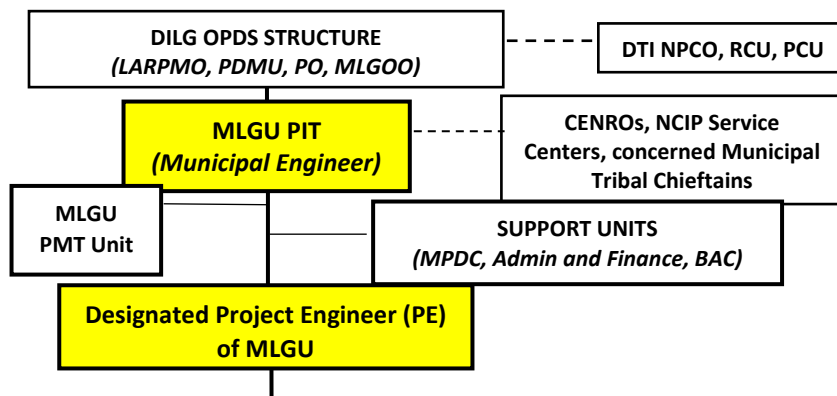 DILG OPDS STRUCTURE
(LARPMO, PDMU, PO, MLGOO)
DTI NPCO, RCU, PCU
MLGU PIT
(Municipal Engineer)
CENROs, NCIP Service
Centers, concerned Municipal
Tribal Chieftains
MLGU
PMT Unit
SUPPORT UNITS
(MPDC, Admin and Finance, BAC)
Designated Project Engineer (PE)
of MLGU